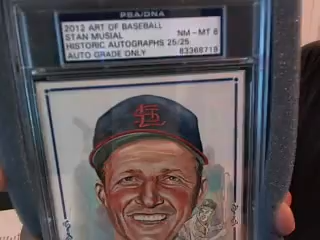 PSA/DNA
2012 ART OF BASEBALL
STAN MUSIAL NM - MT 8
HISTORIC AUTOGRAPHS 25/25
AUTO GRADE ONLY 83368719
StL